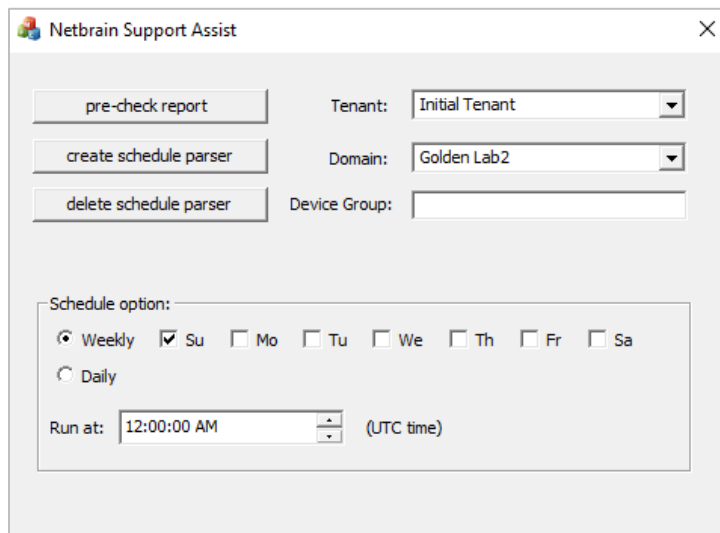 Netbrain Support Assist
pre-check report Tenant: Initial Tenant
create schedule parser Domain: Golden Lab2
delete schedule parser Device Group:
Schedule option:
Weekly Su Mo Tu We Th Fr Sa
Daily
Run at: 12:00:00 AM (UTC time)